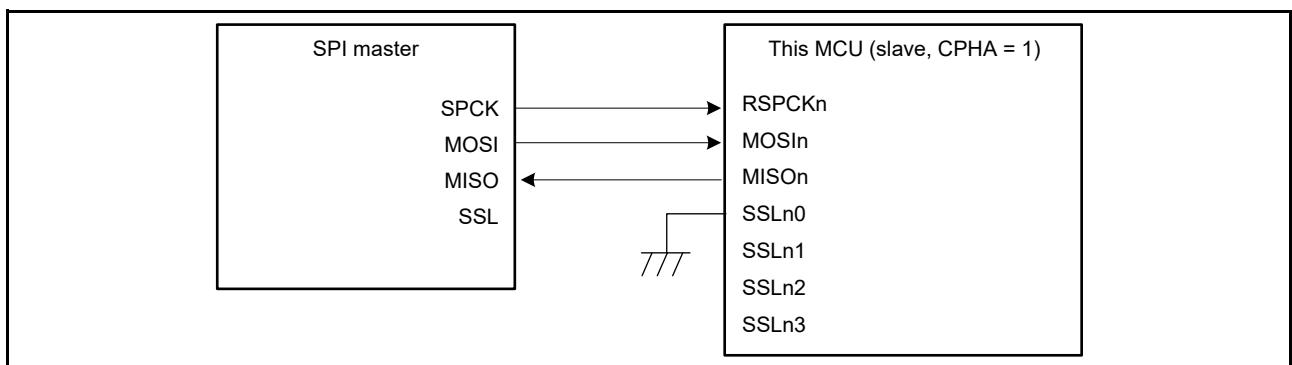 SPI master
SPCK
MOSI
MISO
SSL
This MCU (slave, CPHA = 1)
RSPCKn
MOSIn
MISOn
SSLn0
SSLn1
SSLn2
SSLn3